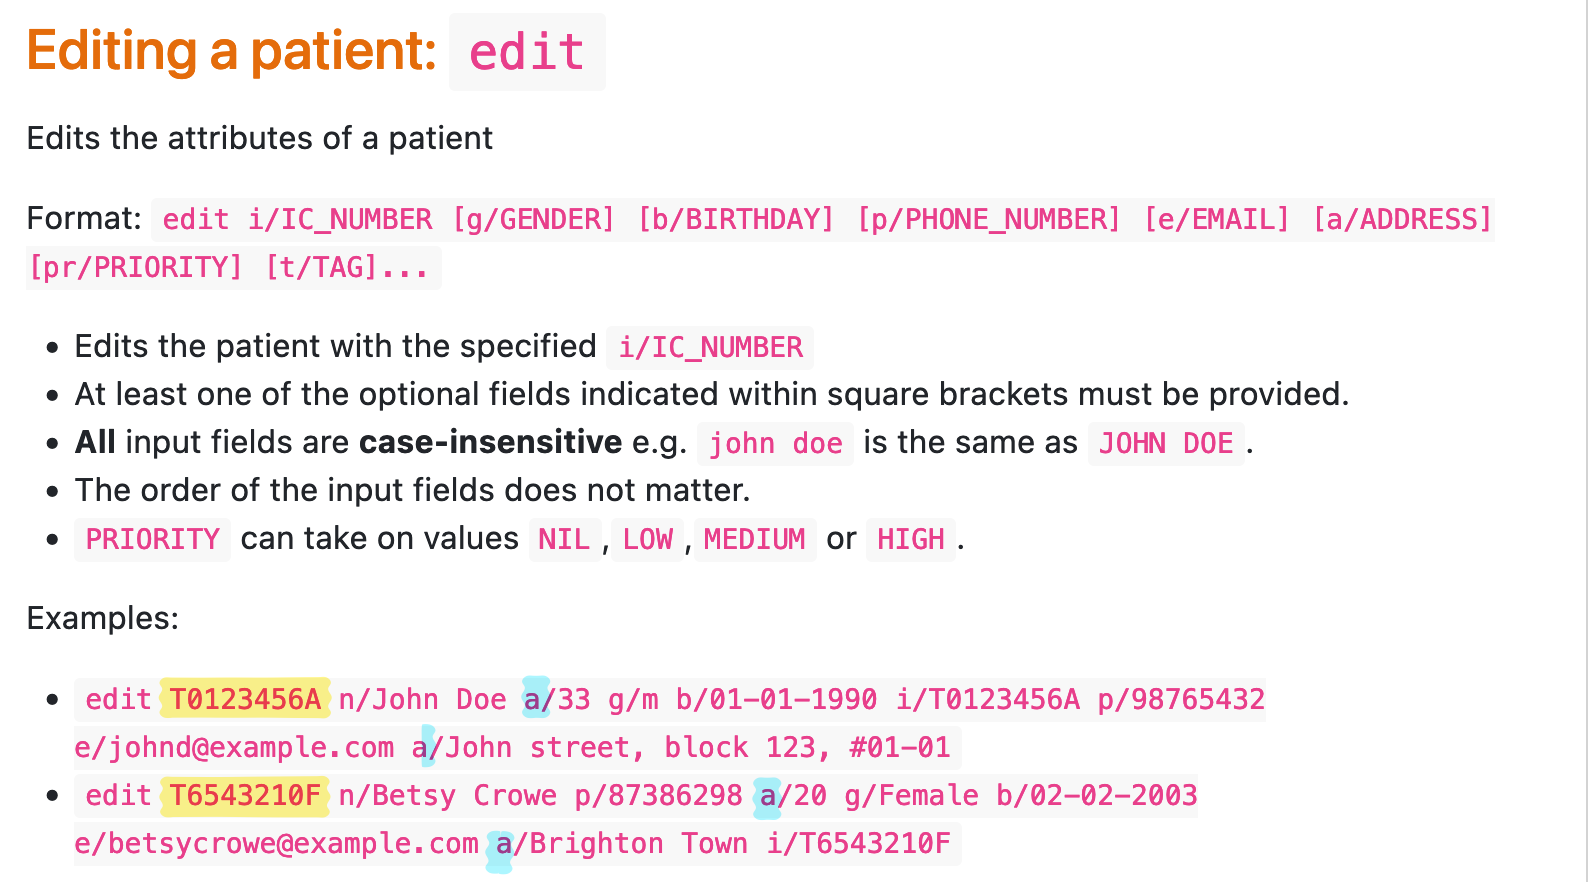 Editing a patient: edit
Edits the attributes of a patient
Format: edit i/IC_NUMBER [g/GENDER] [b/BIRTHDAY] [p/PHONE_NUMBER] [e/EMAIL] [a/ADDRESS]
[pr/PRIORITY] [t/TAG]...
• Edits the patient with the specified i/IC_NUMBER
• At least one of the optional fields indicated within square brackets must be provided.
• All input fields are case-insensitive e.g. john doe is the same as JOHN DOE.
• The order of the input fields does not matter.
• PRIORITY can take on values NIL, LOW, MEDIUM or HIGH.
Examples:
• edit T0123456A n/John Doe a/33 g/m b/01-01-1990 i/T0123456A p/98765432
e/johnd@example.com a/John street, block 123, #01-01
• edit T6543210F n/Betsy Crowe p/87386298 a/20 g/Female b/02-02-2003
e/betsycrowe@example.com a/Brighton Town i/T6543210F